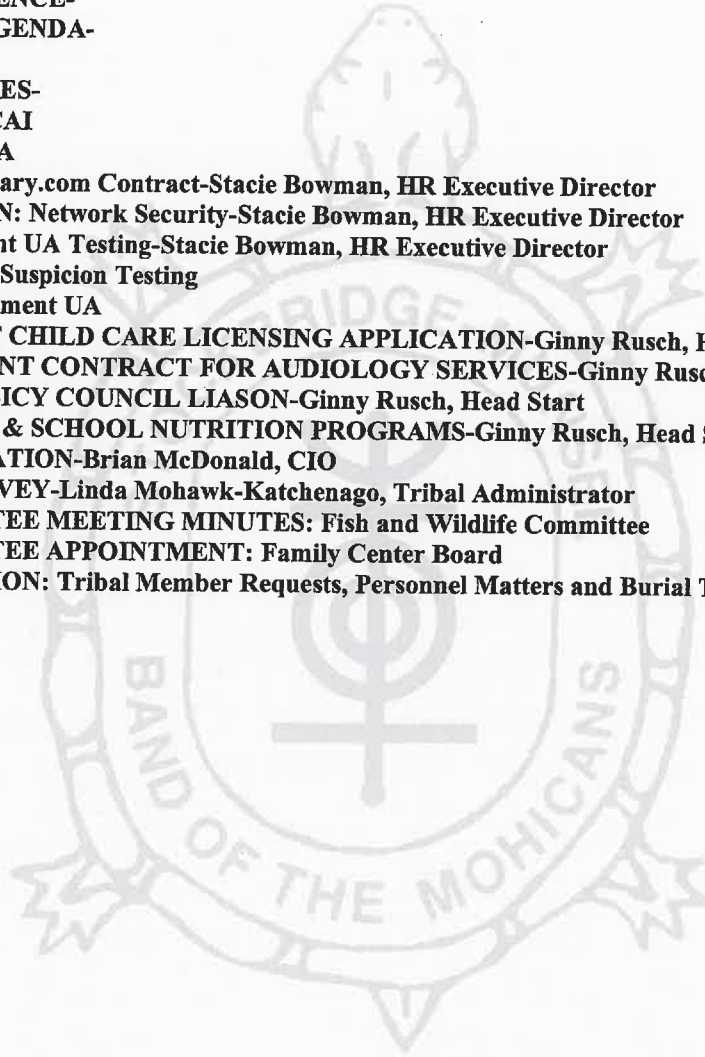 ENCE-
GENDA-
ES-
CAI
A
ary.com Contract-Stacie Bowman, HR Executive Director
N: Network Security-Stacie Bowman, HR Executive Director
nt UA Testing-Stacie Bowman, HR Executive Director
Suspicion Testing
ment UA
CHILD CARE LICENSING APPLICATION-Ginny Rusch, H
NT CONTRACT FOR AUDIOLOGY SERVICES-Ginny Rusc
ICY COUNCIL LIASON-Ginny Rusch, Head Start
& SCHOOL NUTRITION PROGRAMS-Ginny Rusch, Head S
ATION-Brian McDonald, CIO
VEY-Linda Mohawk-Katchenago, Tribal Administrator
TEE MEETING MINUTES: Fish and Wildlife Committee
TEE APPOINTMENT: Family Center Board
ION: Tribal Member Requests, Personnel Matters and Burial T
BRIDGE MUNSEE
BAND OF THE MOHICANS